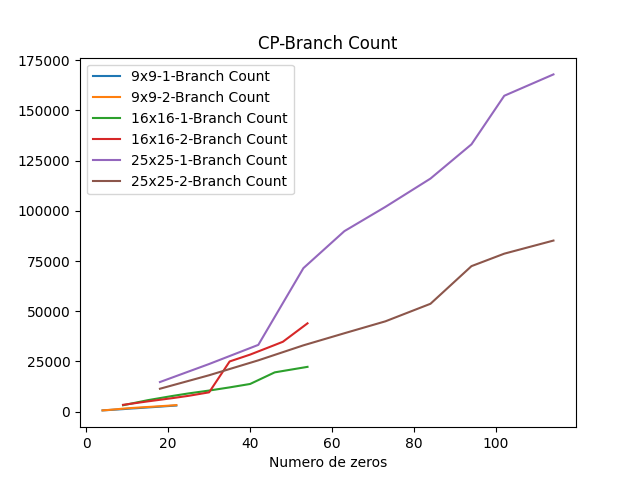 CP-Branch Count
175000
150000
125000
100000
75000
50000
25000
0
9x9-1-Branch Count
9x9-2-Branch Count
16x16-1-Branch Count
16x16-2-Branch Count
25x25-1-Branch Count
25x25-2-Branch Count
0 20 40 60 80 100
Numero de zeros